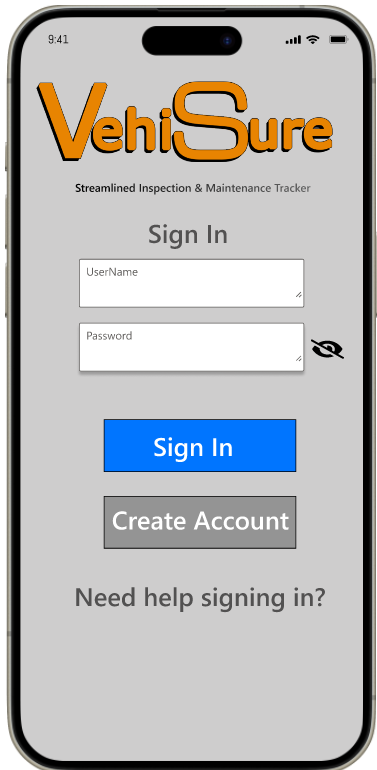 9:41
VehiSure
Streamlined Inspection & Maintenance Tracker
Sign In
UserName
Password
Sign In
Create Account
Need help signing in?